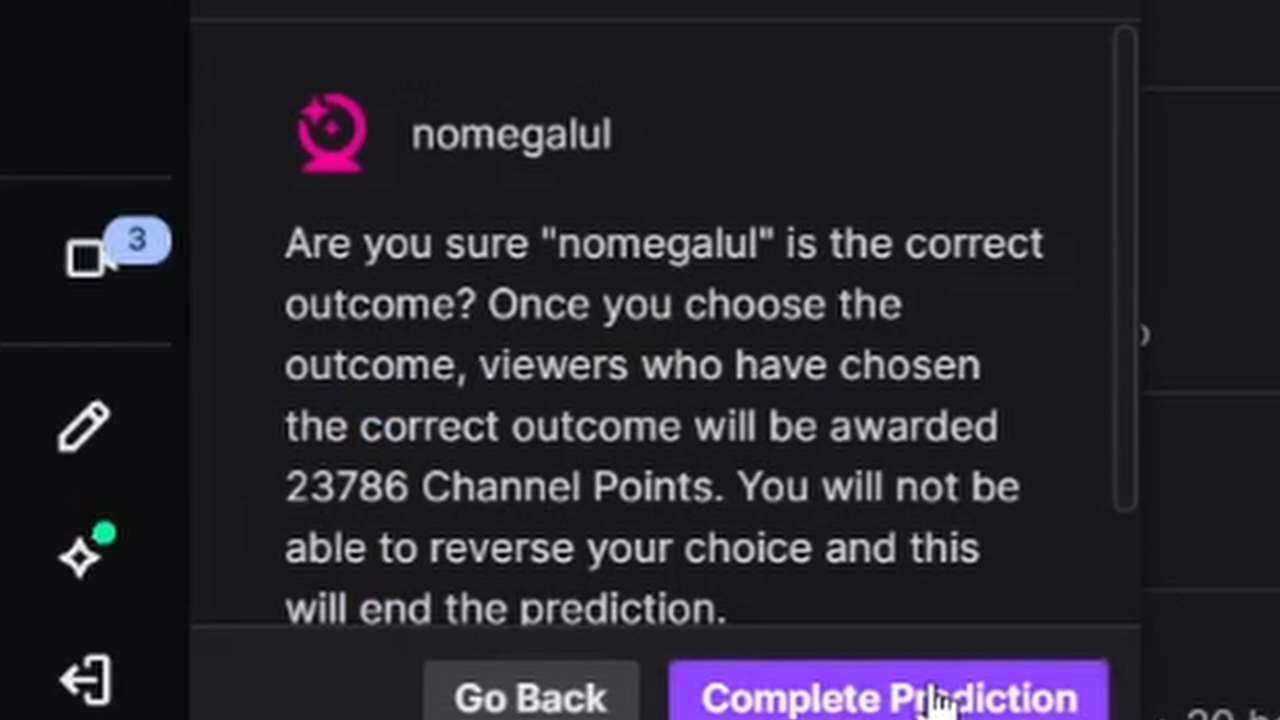 nomegalul
3
Are you sure "nomegalul" is the correct
outcome? Once you choose the
outcome, viewers who have chosen
the correct outcome will be awarded
23786 Channel Points. You will not be
able to reverse your choice and this
will end the prediction.
Go Back
Complete Prediction